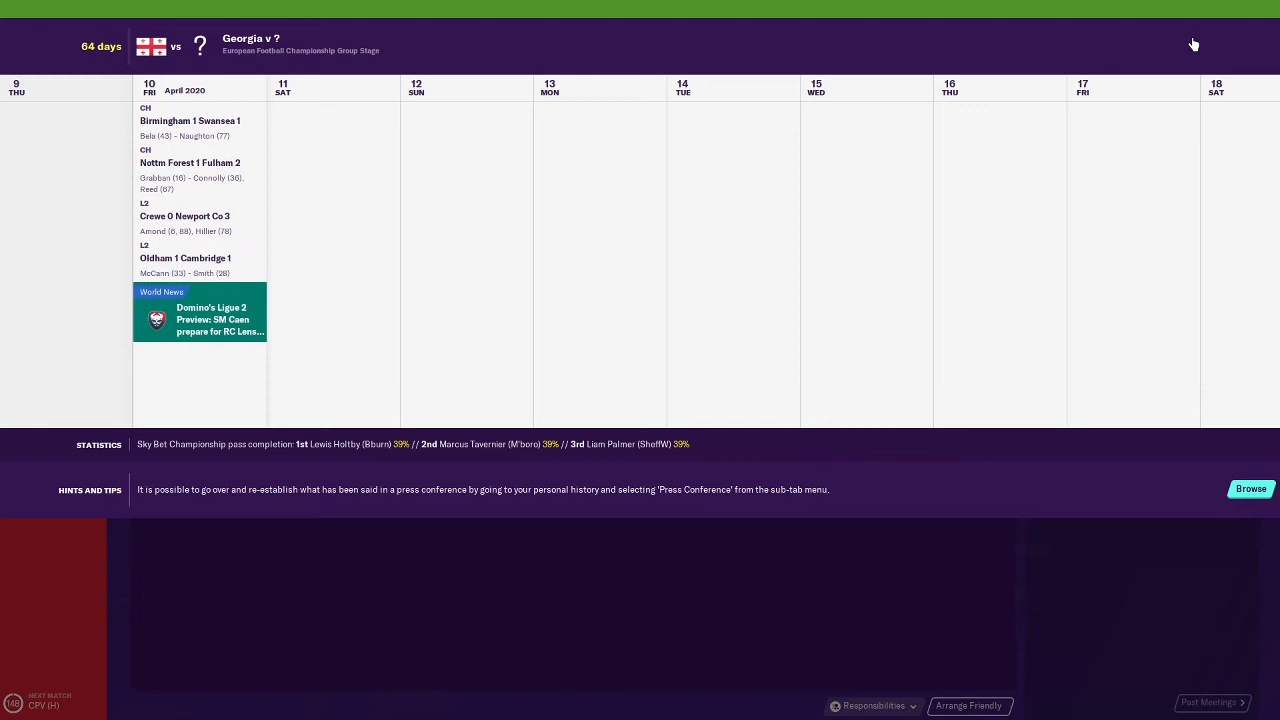 64 days
vs
?
Georgia v ?
European Football Championship Group Stage
9
THU
10
FRI
April 2020
11
SAT
12
SUN
13
MON
14
TUE
15
WED
16
THU
17
FRI
18
SAT
CH
Birmingham 1 Swansea 1
Bela (43) - Naughton (77)
CH
Nottm Forest 1 Fulham 2
Grabban (16) - Connolly (36),
Reed (67)
L2
Crewe 0 Newport Co 3
Amond (6, 88), Hillier (78)
L2
Oldham 1 Cambridge 1
McCann (33) - Smith (28)
World News
Domino's Ligue 2
Preview: SM Caen
prepare for RC Lens...
STATISTICS
Sky Bet Championship pass completion: 1st Lewis Holtby (Bburn) 39% // 2nd Marcus Tavernier (M'boro) 39% // 3rd Liam Palmer (SheffW) 39%
HINTS AND TIPS
It is possible to go over and re-establish what has been said in a press conference by going to your personal history and selecting 'Press Conference' from the sub-tab menu.
Browse
148
NEXT MATCH
CPV (H)
Responsibilities
Arrange Friendly
Past Meetings